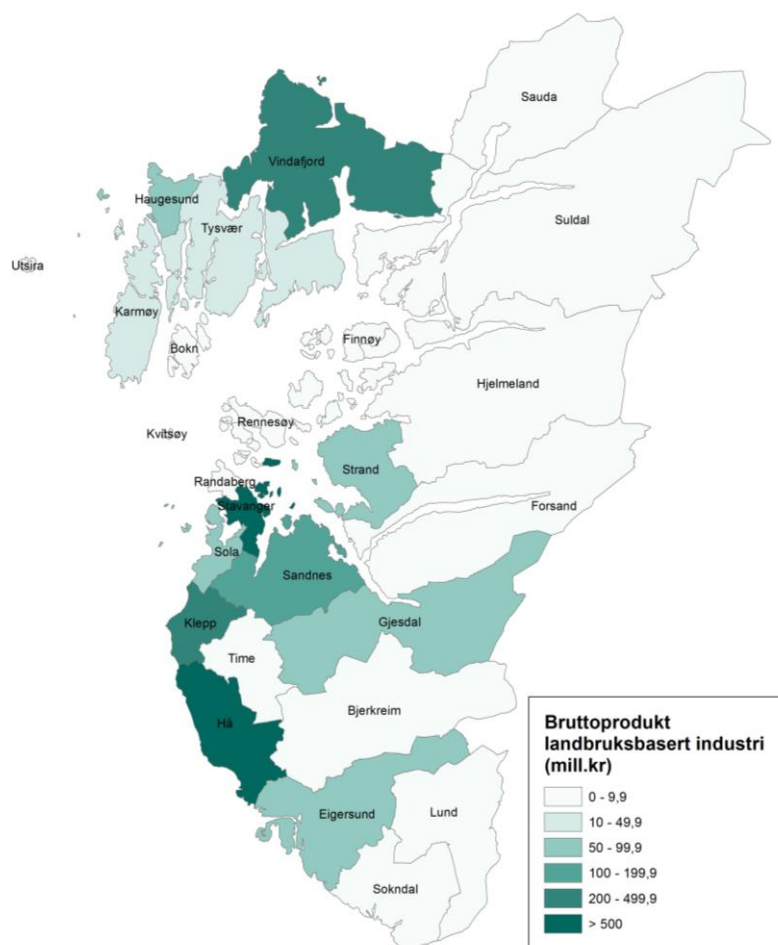 Sauda
Vindafjord
Haugesund
Suldal
Tysvær
Utsira
Karmøy
Finnøy
Bokn
Hjelmeland
Rennesøy
Kvitsøy
Strand
Randaberg
Stavanger
Forsand
Sola
Sandnes
Klepp
Gjesdal
Time
Bjerkreim
Hå
Eigersund
Lund
Sokndal
Bruttoprodukt
landbruksbasert industri
(mill.kr)
0 - 9,9
10 - 49,9
50 - 99,9
100 - 199,9
200 - 499,9
> 500